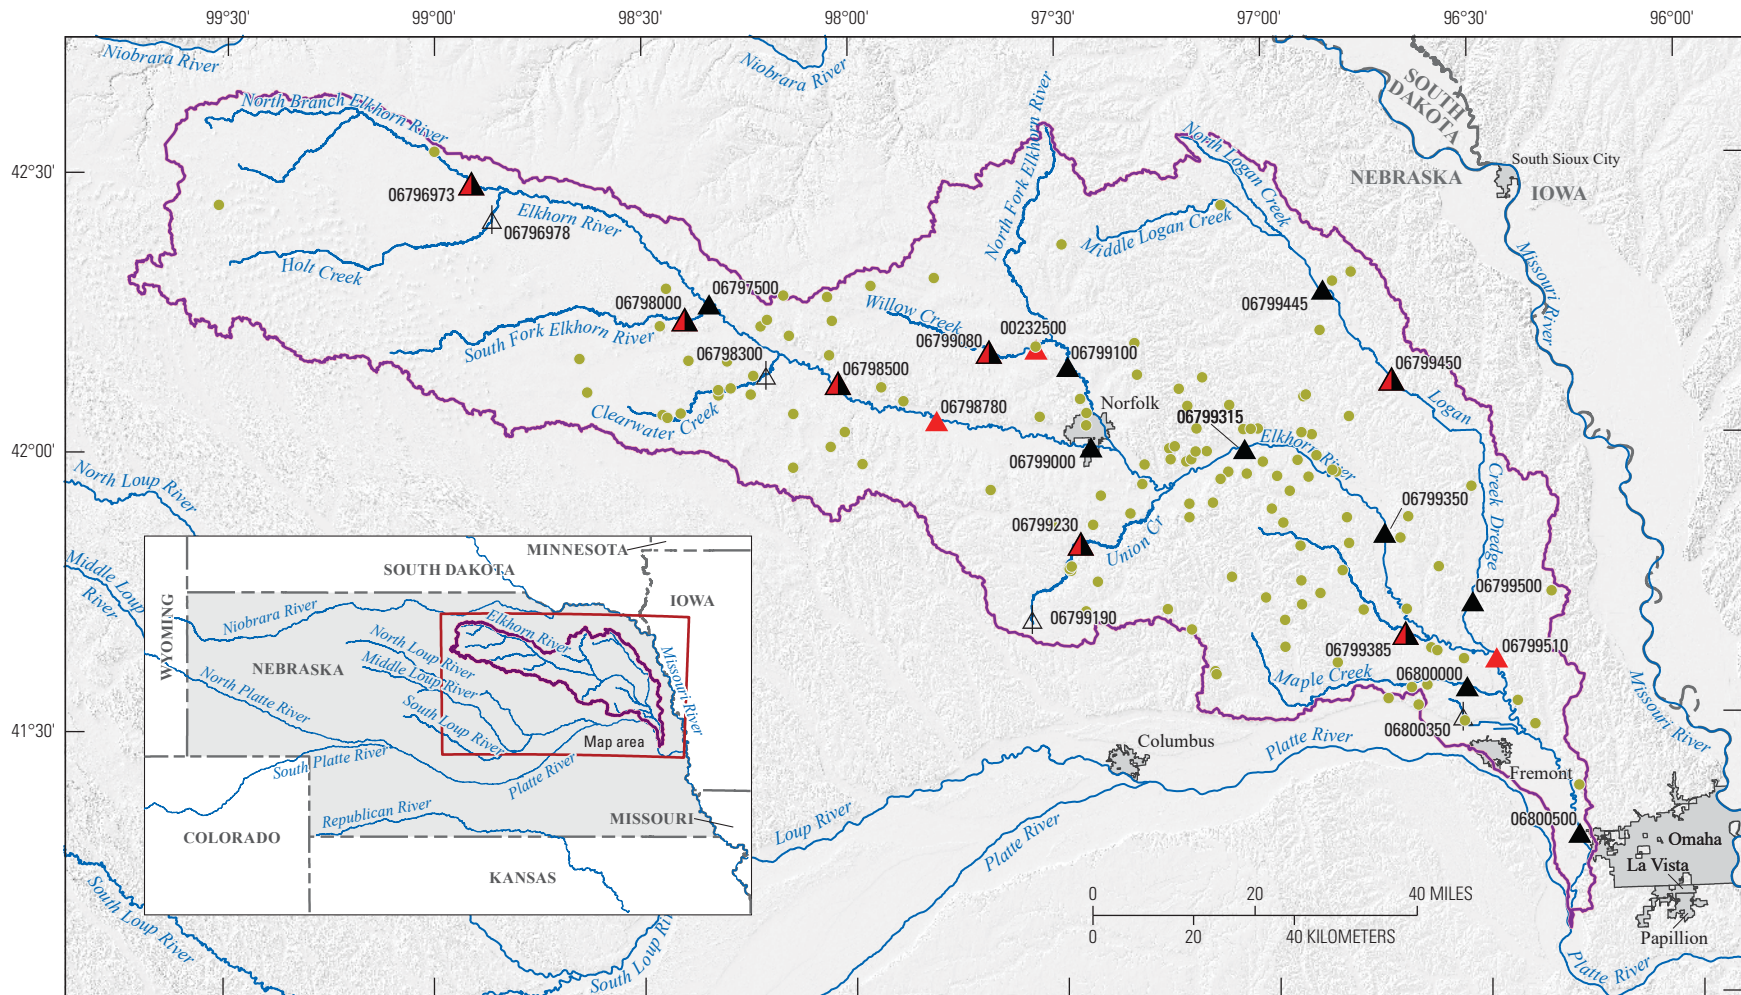 99°30' 99°00' 98°30' 98°00' 97°30' 97°00' 96°30' 96°00'
42°30'
42°00'
41°30'
Niobrara River
Niobrara River
North Branch Elkhorn River
06796973
06796978
Elkhorn River
Holt Creek
06797500
06798000
South Fork Elkhorn River
06798300
Clearwater Creek
06798500
06798780
Willow Creek
06799080
00232500
06799100
North Fork Elkhorn River
Norfolk
06799000
North Logan Creek
Middle Logan Creek
06799445
06799450
Logan
Creek Dredge
06799315
Elkhorn River
06799350
06799230
Union Cr
06799190
06799500
06799385
06799510
Maple Creek
06800000
06800350
Fremont
06800500
SOUTH
DAKOTA
NEBRASKA
IOWA
South Sioux City
Missouri
River
Missouri River
Omaha
La Vista
Papillion
Platte River
Columbus
Platte River
Loup River
Platte River
North Loup River
Middle Loup
River
South Loup River
South Loup Riv
0 20 40 MILES
0 20 40 KILOMETERS
MINNESOTA
SOUTH DAKOTA
IOWA
WYOMING
Niobrara River
Elkhorn River
NEBRASKA
North Loup River
Middle Loup River
North Platte River
South Loup River
Missouri River
Map area
South Platte River
Platte River
Republican River
MISSOURI
COLORADO
KANSAS